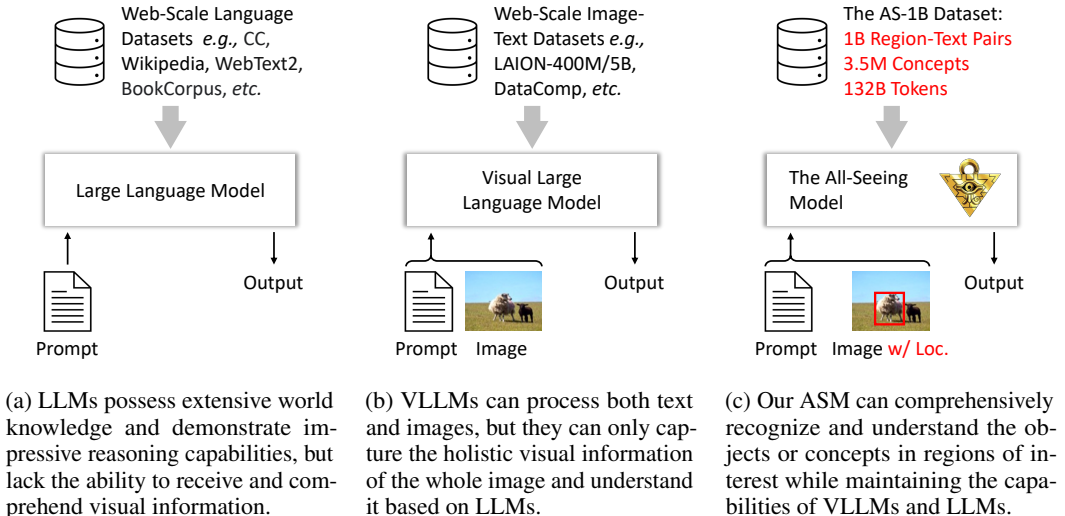 Web-Scale Language
Datasets e.g., CC,
Wikipedia, WebText2,
BookCorpus, etc.
Large Language Model
Output
Prompt
(a) LLMs possess extensive world
knowledge and demonstrate im-
pressive reasoning capabilities, but
lack the ability to receive and com-
prehend visual information.
Web-Scale Image-
Text Datasets e.g.,
LAION-400M/5B,
DataComp, etc.
Visual Large
Language Model
Output
Prompt Image
(b) VLLMs can process both text
and images, but they can only cap-
ture the holistic visual information
of the whole image and understand
it based on LLMs.
The AS-1B Dataset:
1B Region-Text Pairs
3.5M Concepts
132B Tokens
The All-Seeing
Model
Output
Prompt Image w/ Loc.
(c) Our ASM can comprehensively
recognize and understand the ob-
jects or concepts in regions of in-
terest while maintaining the capa-
bilities of VLLMs and LLMs.